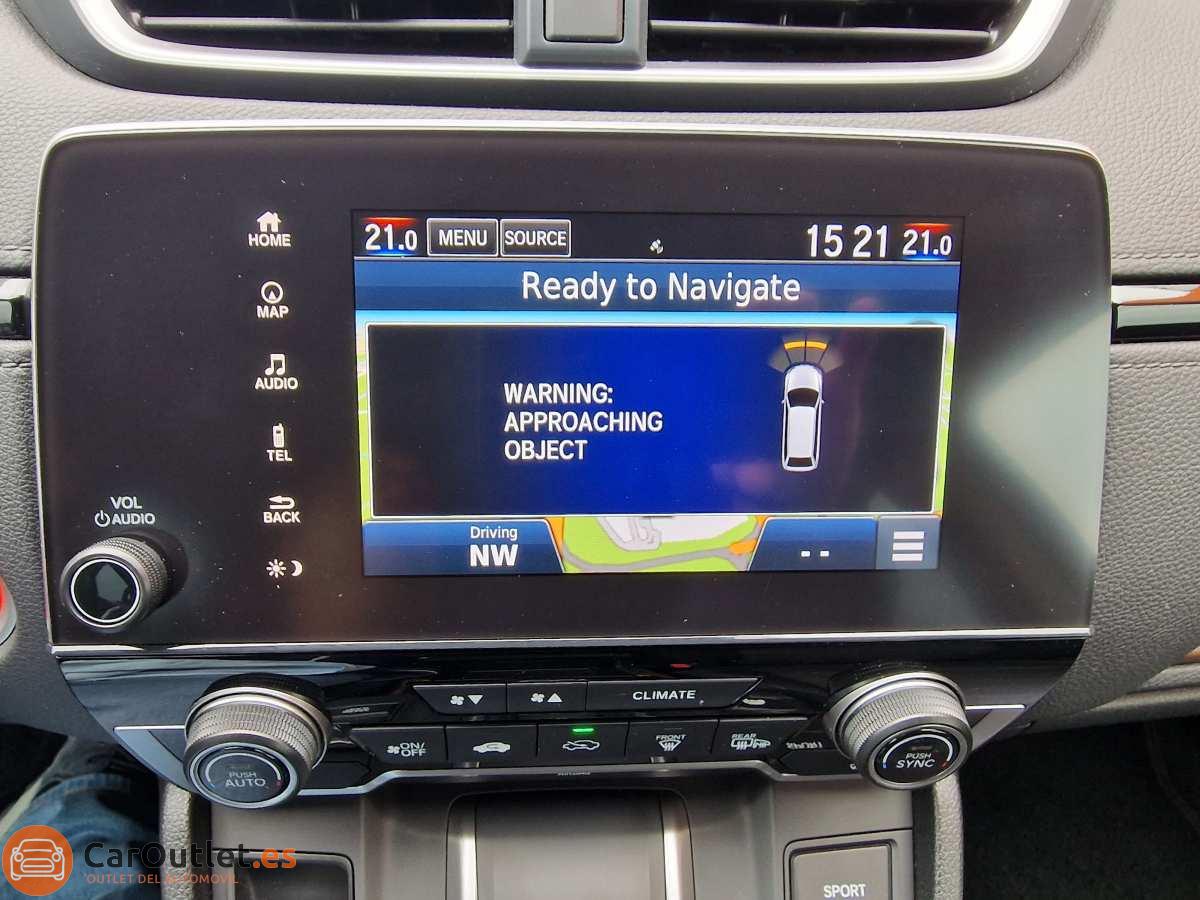 HOME
MAP
AUDIO
TEL
BACK
VOL
AUDIO
21.0 MENU SOURCE 15 21 21.0
Ready to Navigate
WARNING:
APPROACHING
OBJECT
Driving
NW
--
CLIMATE
ON/
OFF
FRONT
REAR
PUSH
AUTO
PUSH
SYNC
SPORT
CarOutlet.es
OUTLET DEL AUTOMOVIL